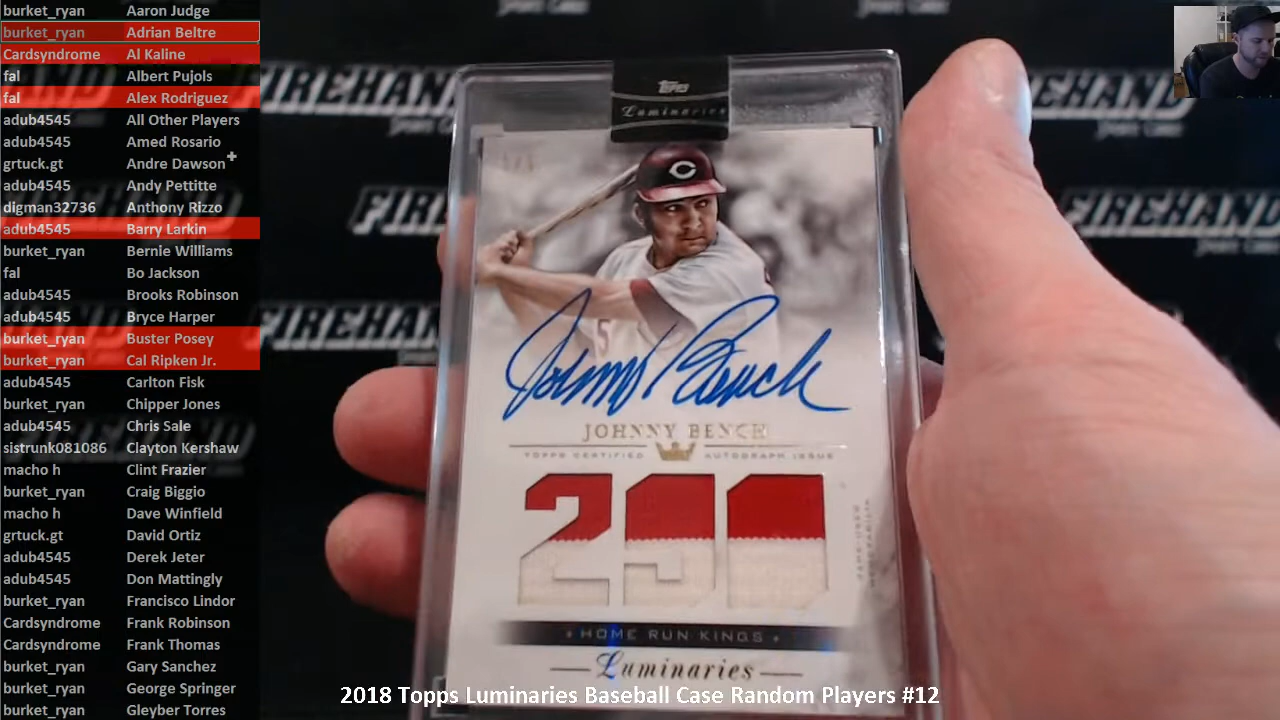 burket_ryan Aaron Judge
burket_ryan Adrian Beltre
Cardsyndrome Al Kaline
fal Albert Pujols
fal Alex Rodriguez
adub4545 All Other Players
adub4545 Amed Rosario
grtuck.gt Andre Dawson
adub4545 Andy Pettitte
digman32736 Anthony Rizzo
adub4545 Barry Larkin
burket_ryan Bernie Williams
fal Bo Jackson
adub4545 Brooks Robinson
adub4545 Bryce Harper
burket_ryan Buster Posey
burket_ryan Cal Ripken Jr.
adub4545 Carlton Fisk
burket_ryan Chipper Jones
adub4545 Chris Sale
sistrunk081086 Clayton Kershaw
macho h Clint Frazier
burket_ryan Craig Biggio
macho h Dave Winfield
grtuck.gt David Ortiz
adub4545 Derek Jeter
adub4545 Don Mattingly
burket_ryan Francisco Lindor
Cardsyndrome Frank Robinson
Cardsyndrome Frank Thomas
burket_ryan Gary Sanchez
burket_ryan George Springer
burket_ryan Gleyber Torres
FIREHAND
Topps
Luminaries
C
5
Johnny Bench
JOHNNY BENCH
TOPPS CERTIFIED AUTOGRAPH ISSUE
290
HOME RUN KINGS
Luminaries
2018 Topps Luminaries Baseball Case Random Players #12